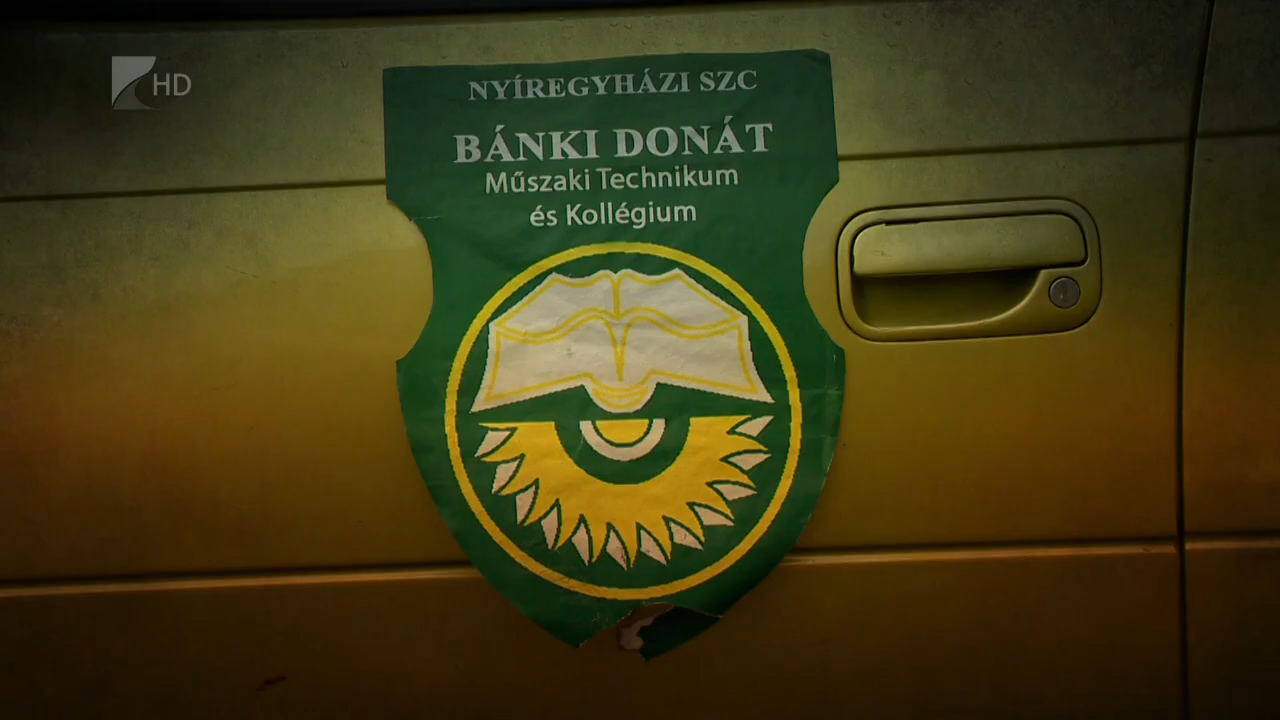 HD
NYÍREGYHÁZI SZC
BÁNKI DONÁT
Műszaki Technikum
és Kollégium